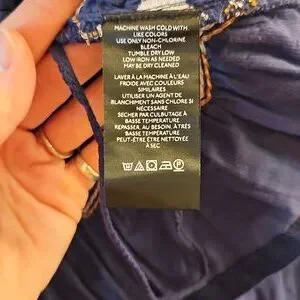 MACHINE WASH COLD WITH
LIKE COLORS
USE ONLY NON-CHLORINE
BLEACH
TUMBLE DRY LOW
LOW IRON AS NEEDED
MAY BE DRY CLEANED
LAVER À LA MACHINE À L'EAU
FROIDE AVEC COULEURS
SIMILAIRES
UTILISER UN AGENT DE
BLANCHIMENT SANS CHLORE SI
NÉCESSAIRE
SÉCHER PAR CULBUTAGE À
BASSE TEMPÉRATURE
REPASSER, AU BESOIN, À TRÈS
BASSE TEMPÉRATURE
PEUT-ÊTRE ÊTRE NETTOYÉE
À SEC